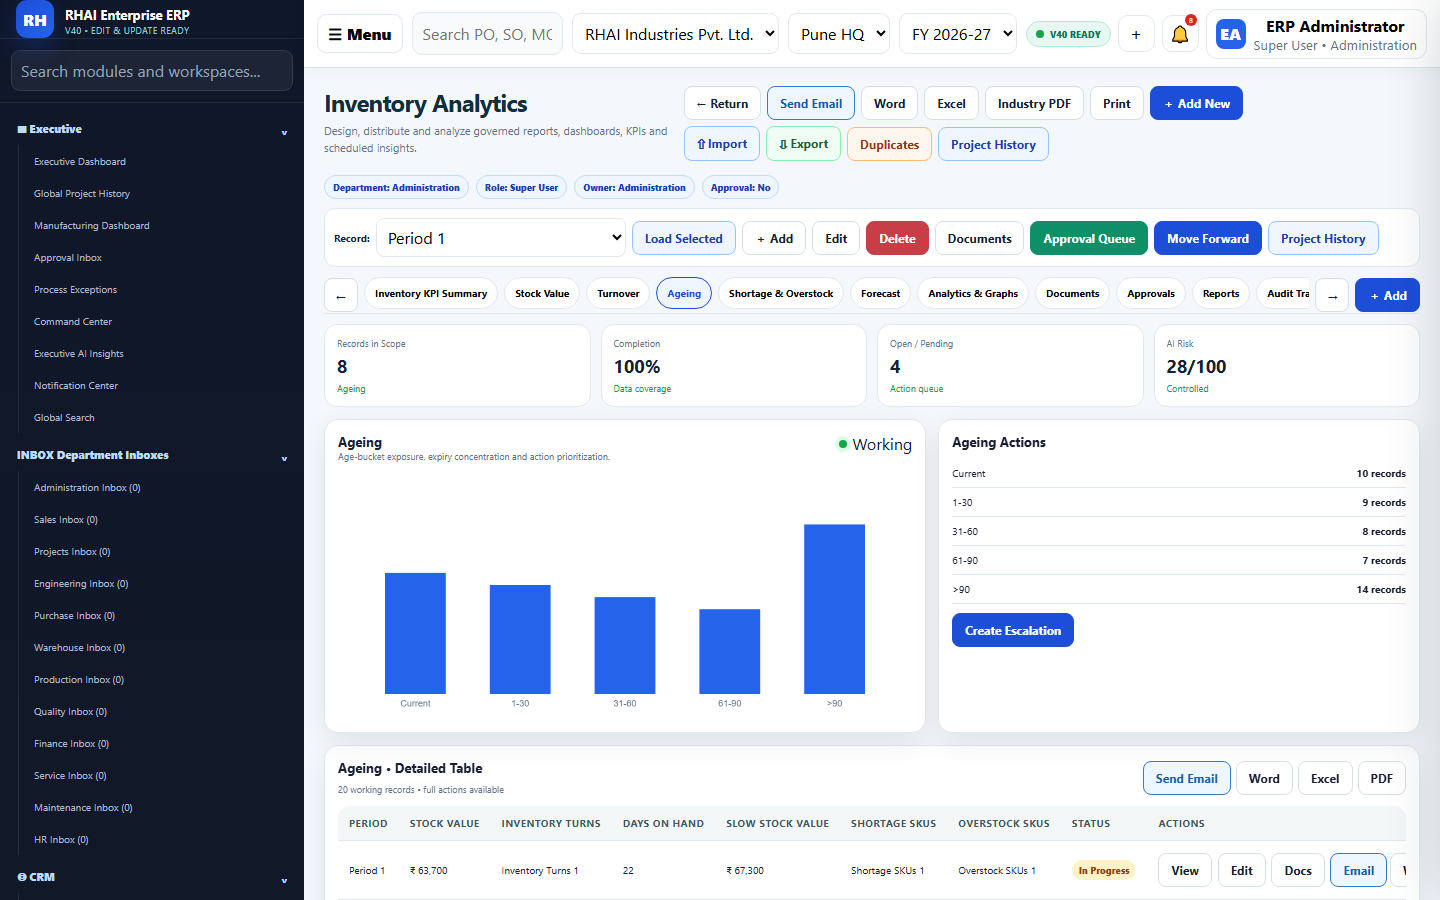 RH
RHAI Enterprise ERP
V40 • EDIT & UPDATE READY
Search modules and workspaces...
Executive
Executive Dashboard
Global Project History
Manufacturing Dashboard
Approval Inbox
Process Exceptions
Command Center
Executive AI Insights
Notification Center
Global Search
INBOX Department Inboxes
Administration Inbox (0)
Sales Inbox (0)
Projects Inbox (0)
Engineering Inbox (0)
Purchase Inbox (0)
Warehouse Inbox (0)
Production Inbox (0)
Quality Inbox (0)
Finance Inbox (0)
Service Inbox (0)
Maintenance Inbox (0)
HR Inbox (0)
CRM
☰ Menu
Search PO, SO, MO
RHAI Industries Pvt. Ltd.
Pune HQ
FY 2026-27
V40 READY
+
8
EA
ERP Administrator
Super User • Administration
Inventory Analytics
Design, distribute and analyze governed reports, dashboards, KPIs and
scheduled insights.
← Return
Send Email
Word
Excel
Industry PDF
Print
+ Add New
⇧ Import
⇩ Export
Duplicates
Project History
Department: Administration
Role: Super User
Owner: Administration
Approval: No
Record:
Period 1
Load Selected
+ Add
Edit
Delete
Documents
Approval Queue
Move Forward
Project History
←
Inventory KPI Summary
Stock Value
Turnover
Ageing
Shortage & Overstock
Forecast
Analytics & Graphs
Documents
Approvals
Reports
Audit Tra
→
+ Add
Records in Scope
8
Ageing
Completion
100%
Data coverage
Open / Pending
4
Action queue
AI Risk
28/100
Controlled
Ageing
Age-bucket exposure, expiry concentration and action prioritization.
Working
Current
1-30
31-60
61-90
>90
Ageing Actions
Current 10 records
1-30 9 records
31-60 8 records
61-90 7 records
>90 14 records
Create Escalation
Ageing • Detailed Table
20 working records • full actions available
Send Email
Word
Excel
PDF
PERIOD STOCK VALUE INVENTORY TURNS DAYS ON HAND SLOW STOCK VALUE SHORTAGE SKUS OVERSTOCK SKUS STATUS ACTIONS
Period 1 ₹ 63,700 Inventory Turns 1 22 ₹ 67,300 Shortage SKUs 1 Overstock SKUs 1 In Progress View Edit Docs Email